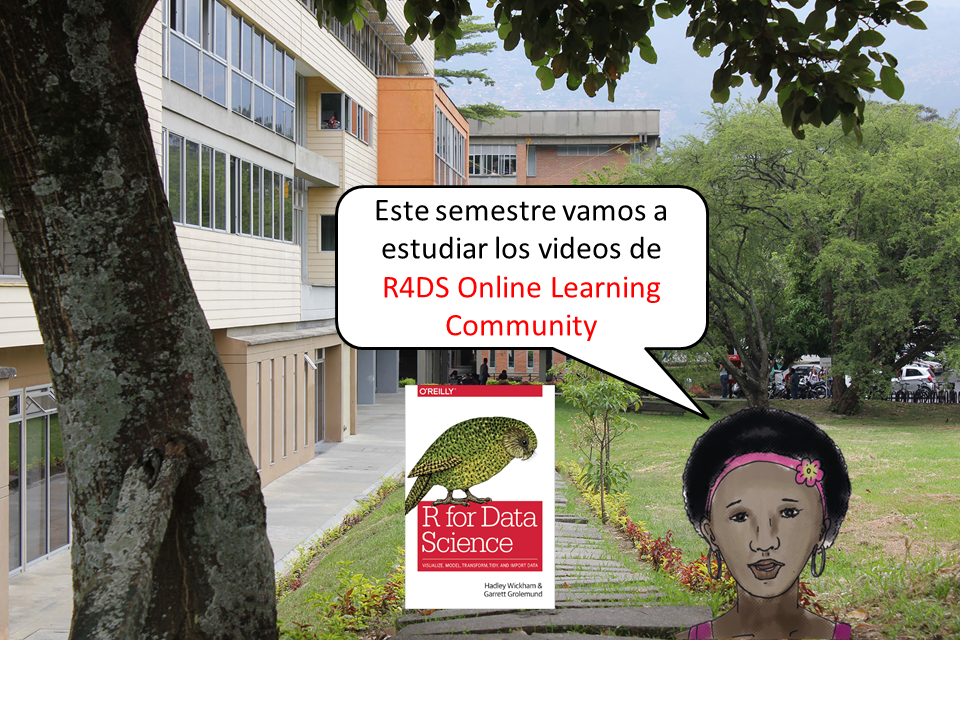 Este semestre vamos a
estudiar los videos de
R4DS Online Learning
Community
O'REILLY
R for Data
Science
VISUALIZE, MODEL, TRANSFORM, TIDY, AND IMPORT DATA
Hadley Wickham &
Garrett Grolemund